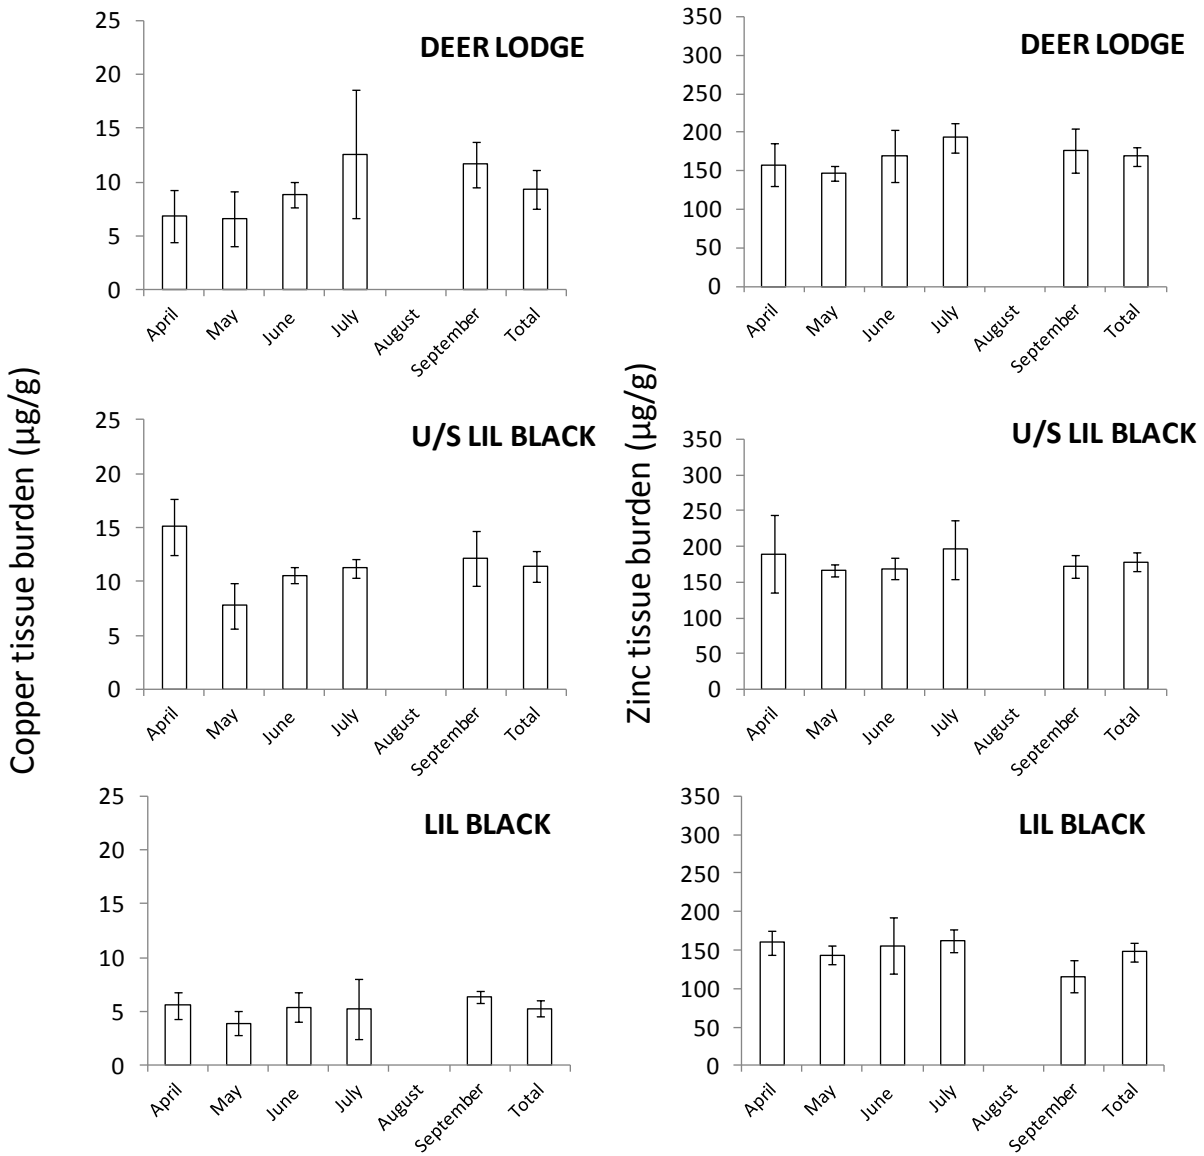 Copper tissue burden (µg/g)
DEER LODGE
25
20
15
10
5
0
April
May
June
July
August
September
Total
U/S LIL BLACK
25
20
15
10
5
0
April
May
June
July
August
September
Total
LIL BLACK
25
20
15
10
5
0
April
May
June
July
August
September
Total
Zinc tissue burden (µg/g)
DEER LODGE
350
300
250
200
150
100
50
0
April
May
June
July
August
September
Total
U/S LIL BLACK
350
300
250
200
150
100
50
0
April
May
June
July
August
September
Total
LIL BLACK
350
300
250
200
150
100
50
0
April
May
June
July
August
September
Total